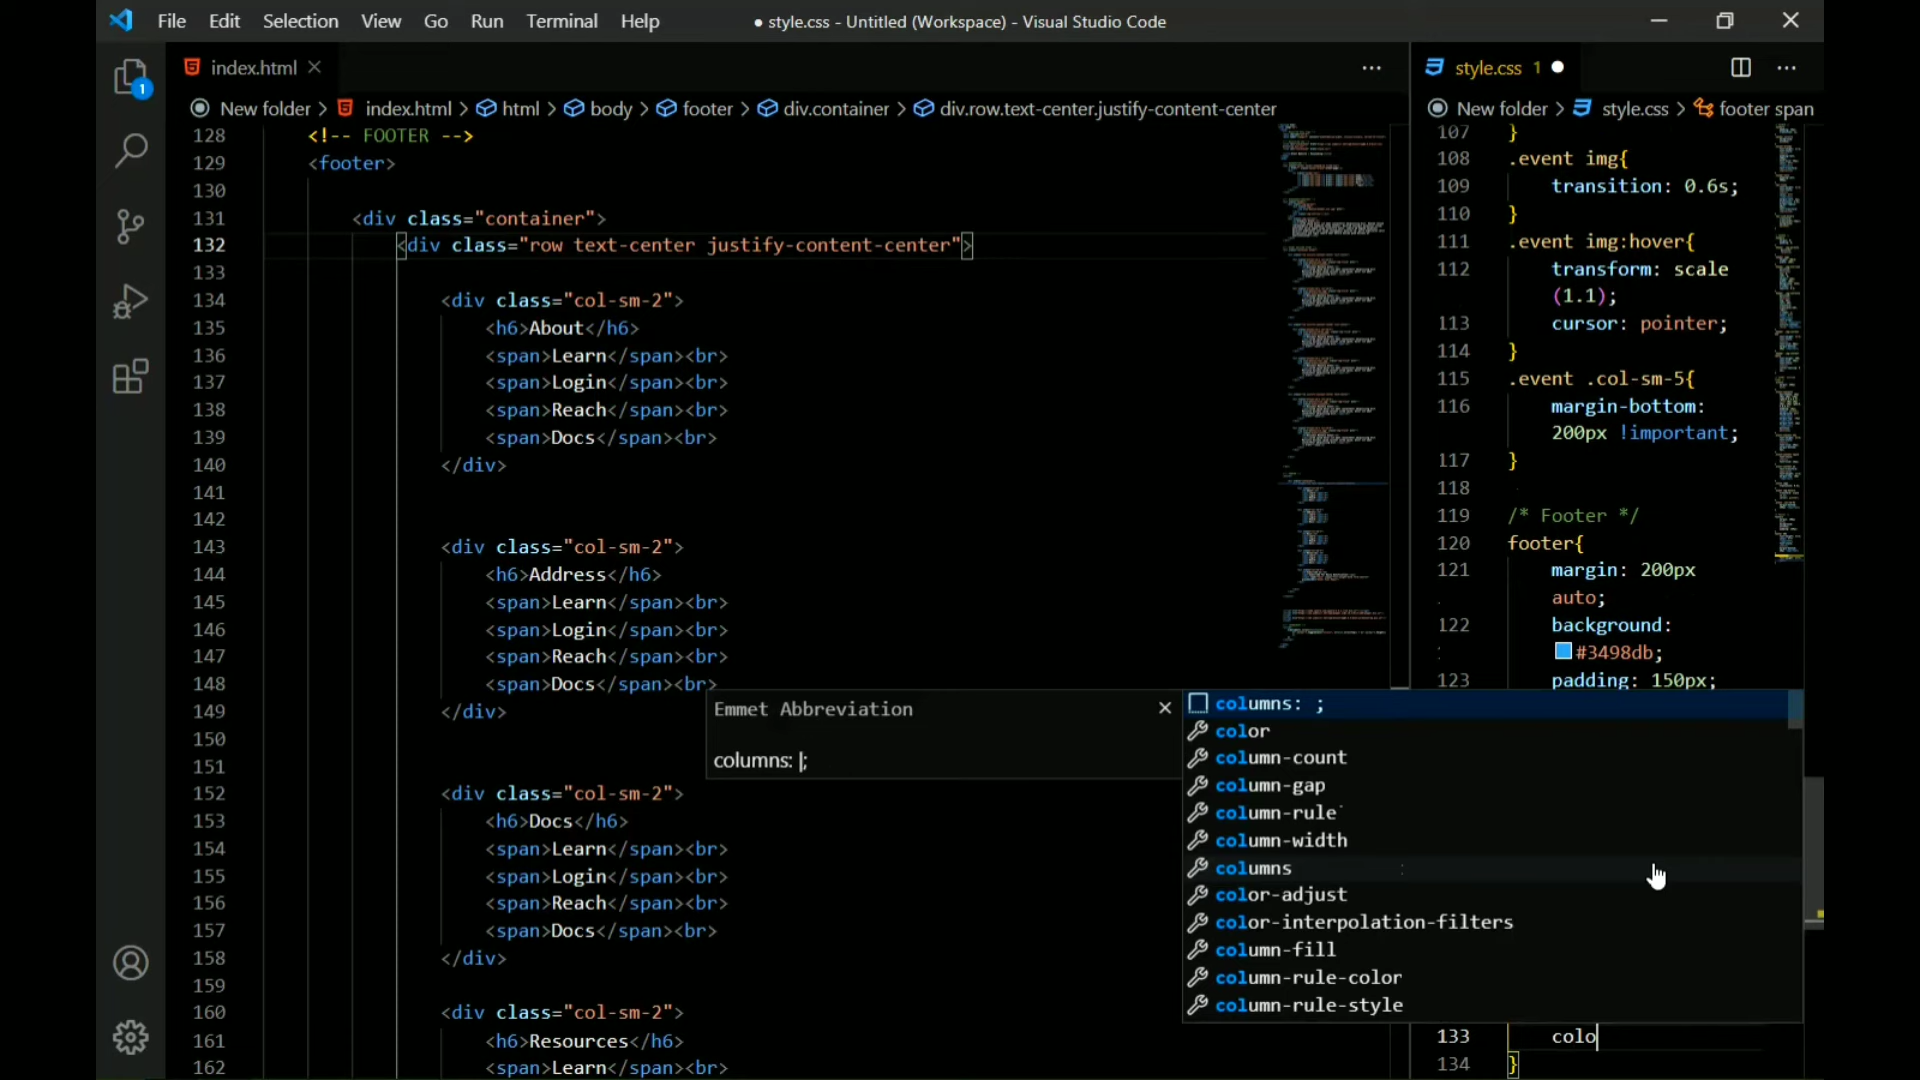 File Edit Selection View Go Run Terminal Help
● style.css - Untitled (Workspace) - Visual Studio Code
index.html
style.css 1
New folder > index.html > html > body > footer > div.container > div.row.text-center.justify-content-center
New folder > style.css > footer span
1
128 <!-- FOOTER -->
129 <footer>
130
131 <div class="container">
132 <div class="row text-center justify-content-center">
133
134 <div class="col-sm-2">
135 <h6>About</h6>
136 <span>Learn</span><br>
137 <span>Login</span><br>
138 <span>Reach</span><br>
139 <span>Docs</span><br>
140 </div>
141
142
143 <div class="col-sm-2">
144 <h6>Address</h6>
145 <span>Learn</span><br>
146 <span>Login</span><br>
147 <span>Reach</span><br>
148 <span>Docs</span><br>
149 </div>
150
151
152 <div class="col-sm-2">
153 <h6>Docs</h6>
154 <span>Learn</span><br>
155 <span>Login</span><br>
156 <span>Reach</span><br>
157 <span>Docs</span><br>
158 </div>
159
160 <div class="col-sm-2">
161 <h6>Resources</h6>
162 <span>Learn</span><br>
107 }
108 .event img{
109 transition: 0.6s;
110 }
111 .event img:hover{
112 transform: scale
(1.1);
113 cursor: pointer;
114 }
115 .event .col-sm-5{
116 margin-bottom:
200px !important;
117 }
118
119 /* Footer */
120 footer{
121 margin: 200px
auto;
122 background:
#3498db;
123 padding: 150px;
Emmet Abbreviation
columns: |;
columns: ;
color
column-count
column-gap
column-rule
column-width
columns
color-adjust
color-interpolation-filters
column-fill
column-rule-color
column-rule-style
133 colo
134 }